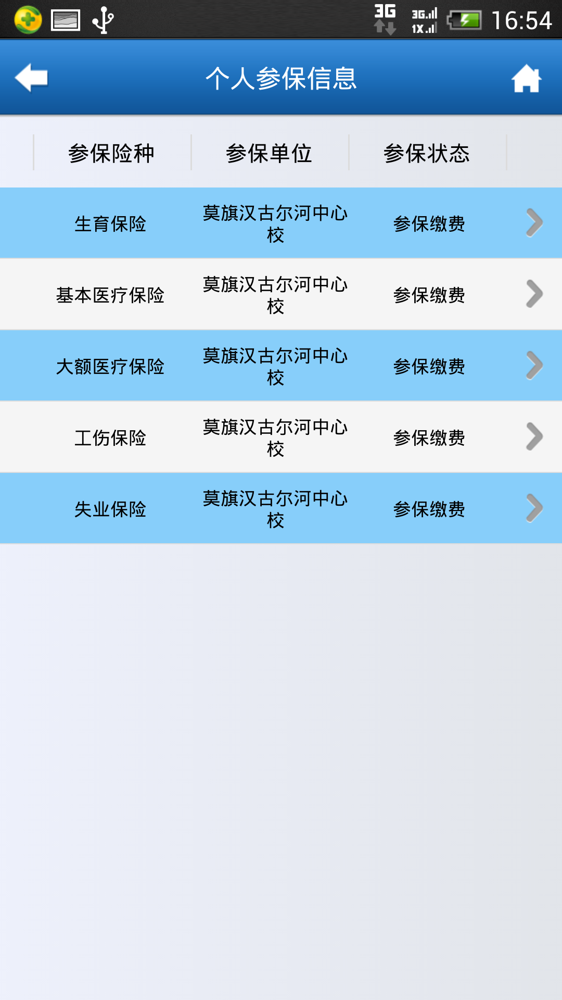 3G 3G 1X 16:54
个人参保信息
参保险种 参保单位 参保状态
生育保险 莫旗汉古尔河中心校 参保缴费
基本医疗保险 莫旗汉古尔河中心校 参保缴费
大额医疗保险 莫旗汉古尔河中心校 参保缴费
工伤保险 莫旗汉古尔河中心校 参保缴费
失业保险 莫旗汉古尔河中心校 参保缴费